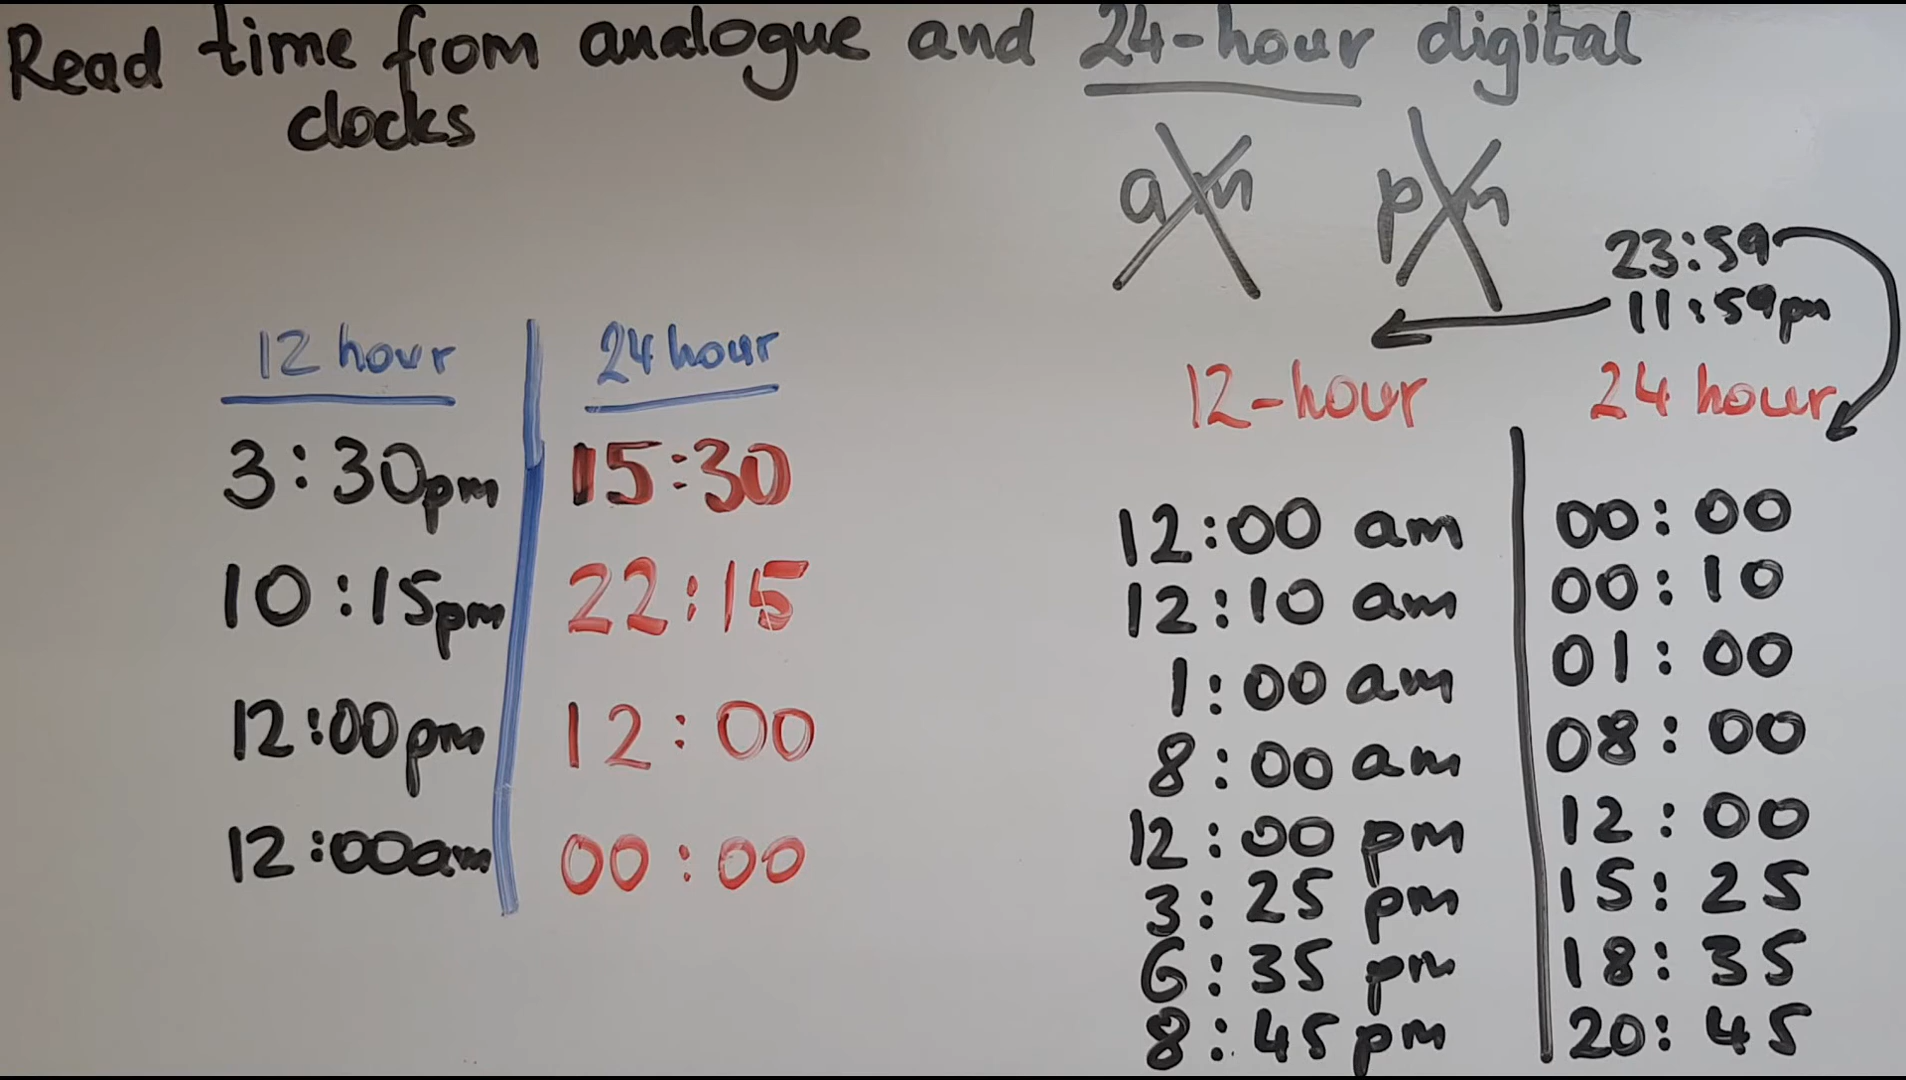 Read time from analogue and 24-hour digital
clocks
am pm
23:59
11:59pm
12 hour 24 hour
3:30pm 15:30
10:15pm 22:15
12:00pm 12:00
12:00am 00:00
12-hour 24 hour
12:00 am 00:00
12:10 am 00:10
1:00 am 01:00
8:00 am 08:00
12:00 pm 12:00
3:25 pm 15:25
6:35 pm 18:35
8:45 pm 20:45